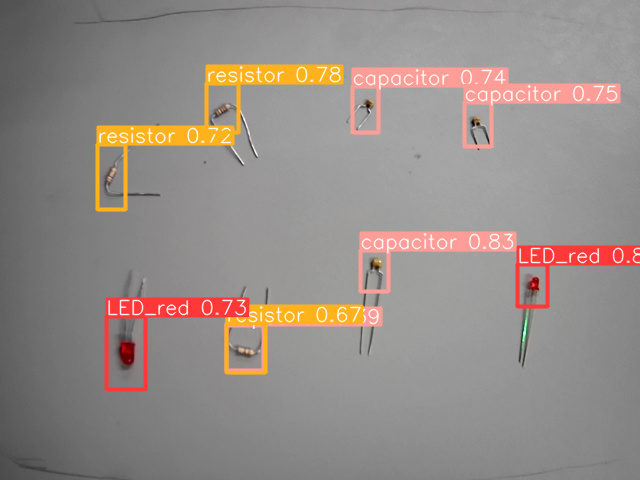 resistor 0.78
capacitor 0.74
capacitor 0.75
resistor 0.72
capacitor 0.83
LED_red 0.8
LED_red 0.73
resistor 0.67